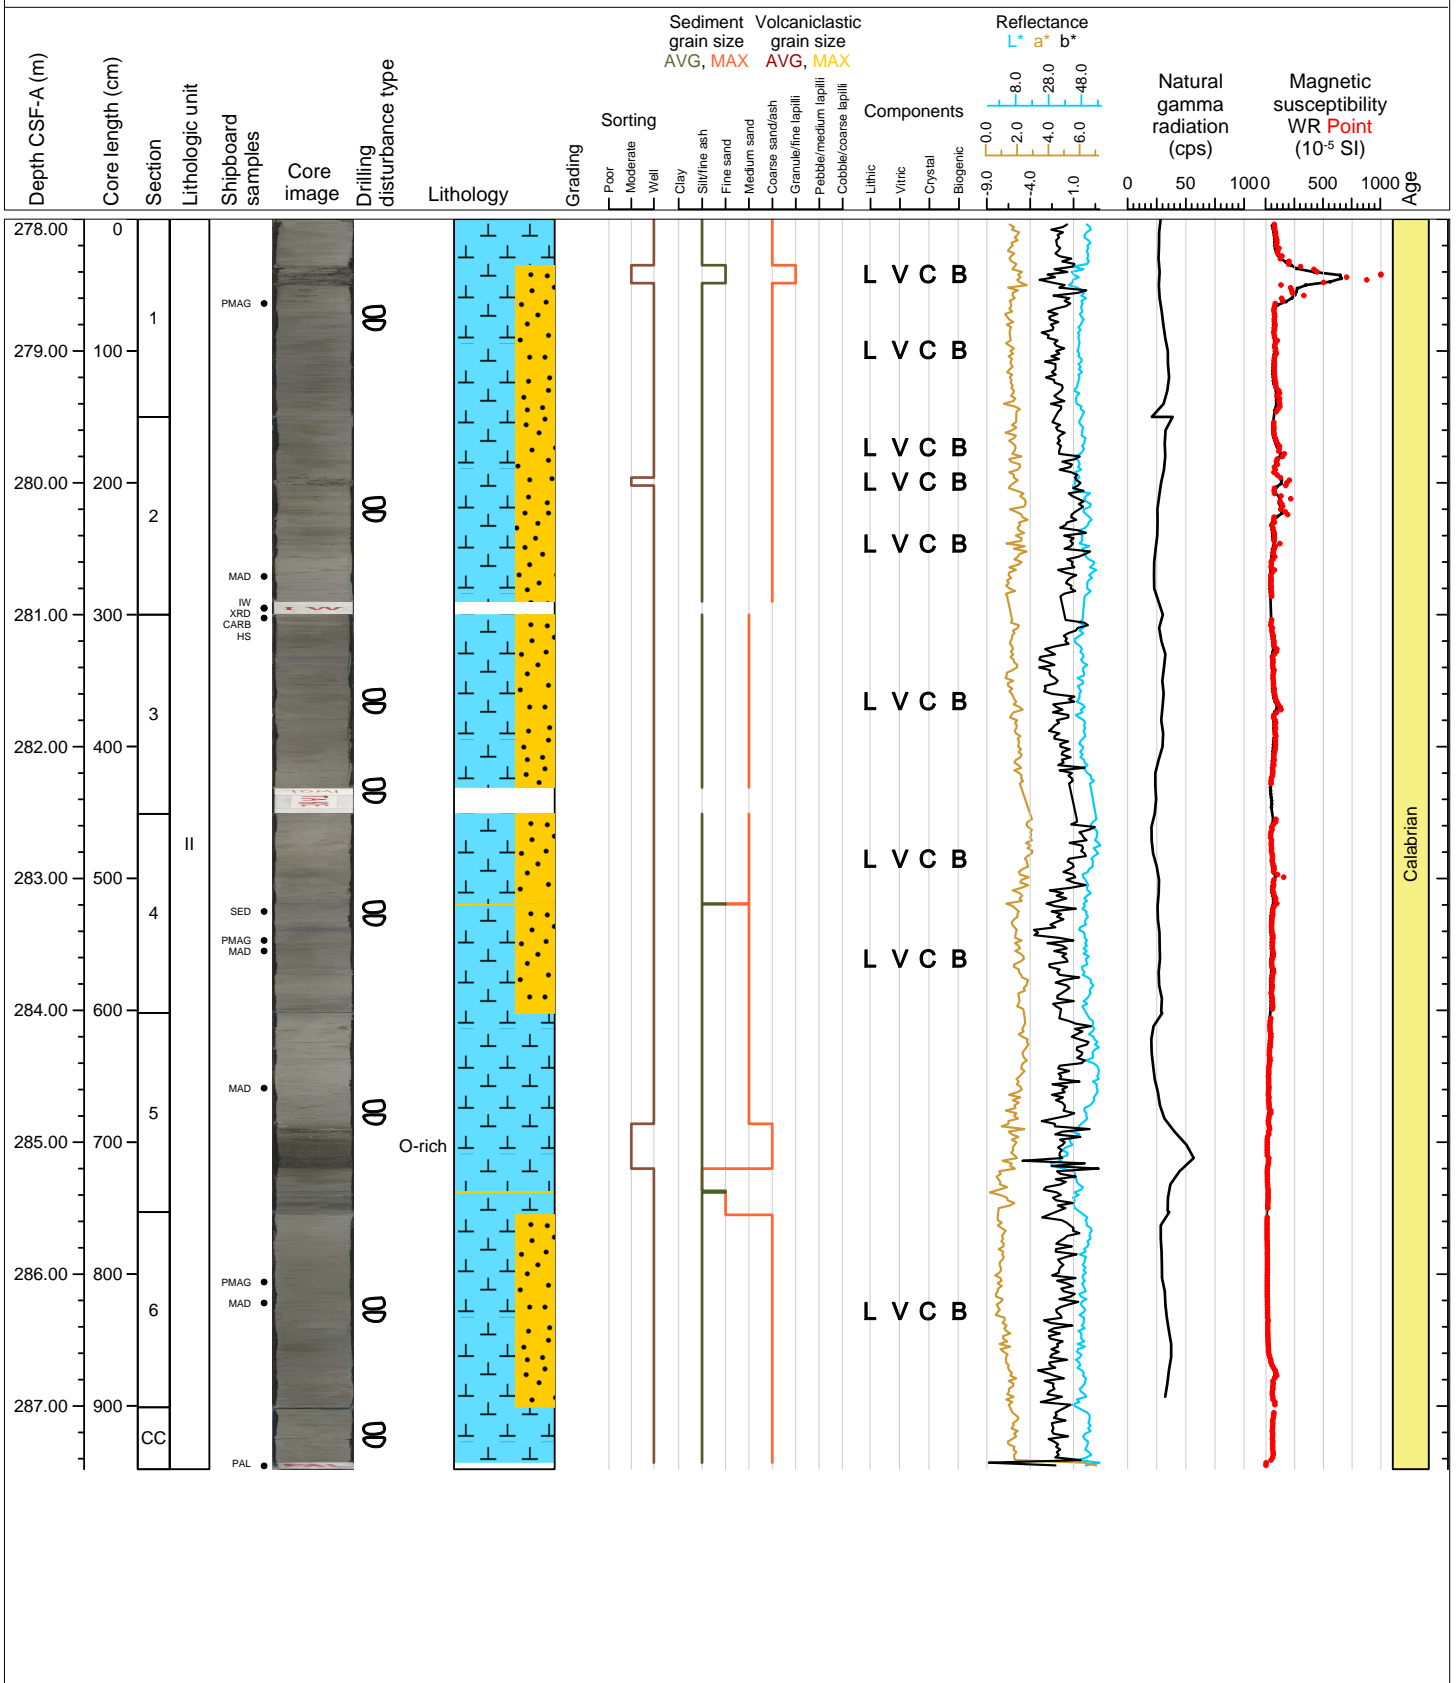 Depth CSF-A (m)
Core length (cm)
Section
Lithologic unit
Shipboard
samples
Core
image
Drilling
disturbance type
Lithology
Grading
Sorting
Poor
Moderate
Well
Sediment
grain size
AVG, MAX
Volcaniclastic
grain size
AVG, MAX
Clay
Silt/fine ash
Fine sand
Medium sand
Coarse sand/ash
Granule/fine lapilli
Pebble/medium lapilli
Cobble/coarse lapilli
Components
Lithic
Vitric
Crystal
Biogenic
Reflectance
L* a* b*
8.0 28.0 48.0
0.0 2.0 4.0 6.0
-9.0 -4.0 1.0
Natural
gamma
radiation
(cps)
0 50 100
Magnetic
susceptibility
WR Point
(10-5 SI)
0 500 1000
Age
278.00 0
279.00 100
280.00 200
281.00 300
282.00 400
283.00 500
284.00 600
285.00 700
286.00 800
287.00 900
1
2
3
4
5
6
CC
II
PMAG
MAD
IW
XRD
CARB
HS
SED
PMAG
MAD
MAD
PMAG
MAD
PAL
I W
PAL
O-rich
L V C B
L V C B
L V C B
L V C B
L V C B
L V C B
L V C B
L V C B
L V C B
Calabrian